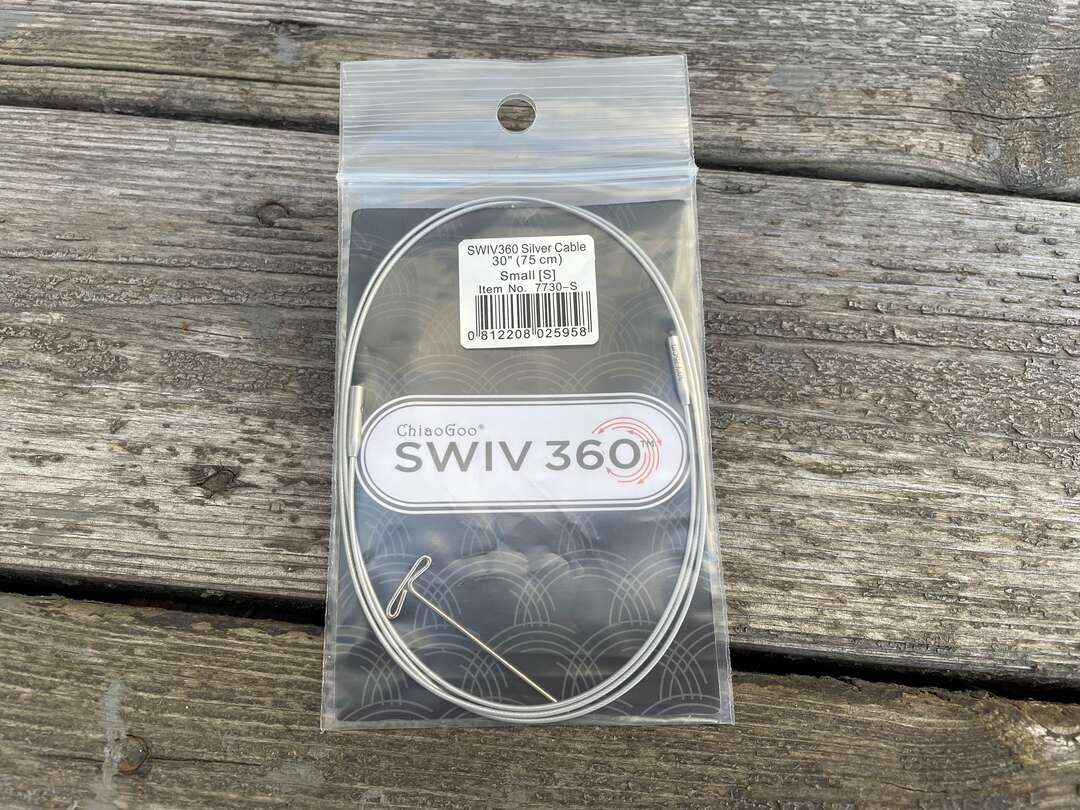 SWIV360 Silver Cable
30" (75 cm)
Small [S]
Item No. 7730-S
0 812208 025958
ChiaoGoo®
SWIV 360™